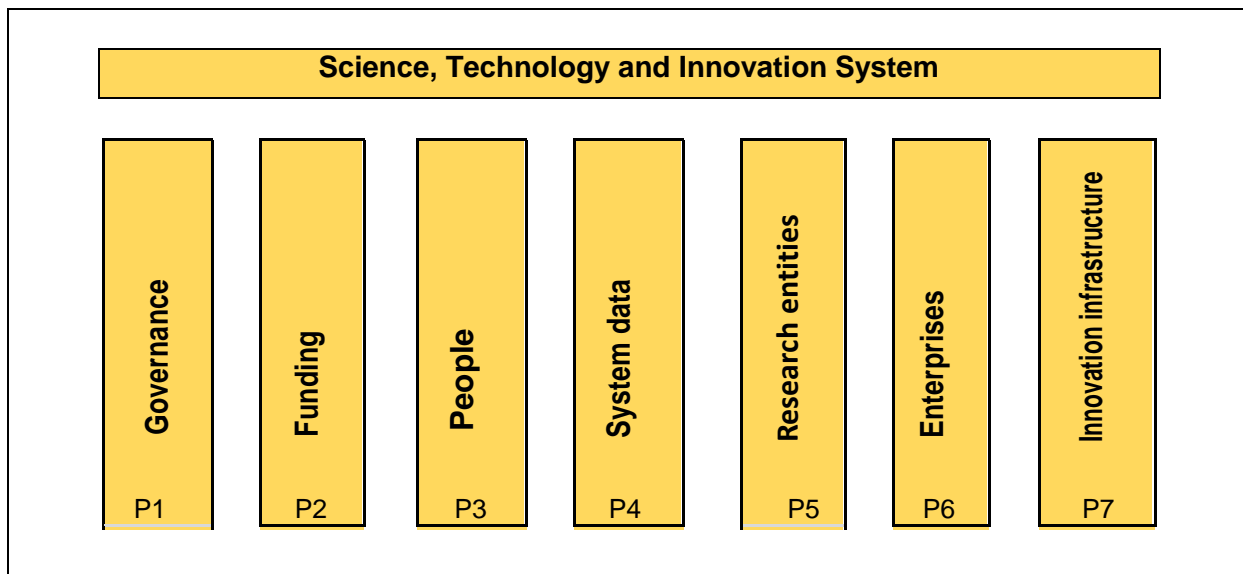 Science, Technology and Innovation System
Governance
Funding
People
System data
Research entities
Enterprises
Innovation infrastructure
P1
P2
P3
P4
P5
P6
P7